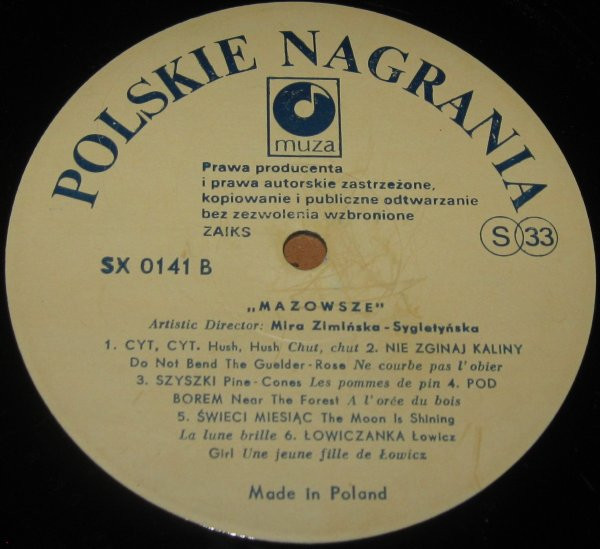 POLSKIE NAGRANIA
muza
Prawa producenta
i prawa autorskie zastrzeżone,
kopiowanie i publiczne odtwarzanie
bez zezwolenia wzbronione
ZAIKS
S 33
SX 0141 B
„MAZOWSZE"
Artistic Director: Mira Zimińska-Sygietyńska
1. CYT, CYT. Hush, Hush Chut, chut 2. NIE ZGINAJ KALINY
Do Not Bend The Guelder-Rose Ne courbe pas l'obier
3. SZYSZKI Pine-Cones Les pommes de pin 4. POD
BOREM Near The Forest A l'orée du bois
5. ŚWIECI MIESIĄC The Moon Is Shining
La lune brille 6. ŁOWICZANKA Łowicz
Girl Une jeune fille de Łowicz
Made in Poland